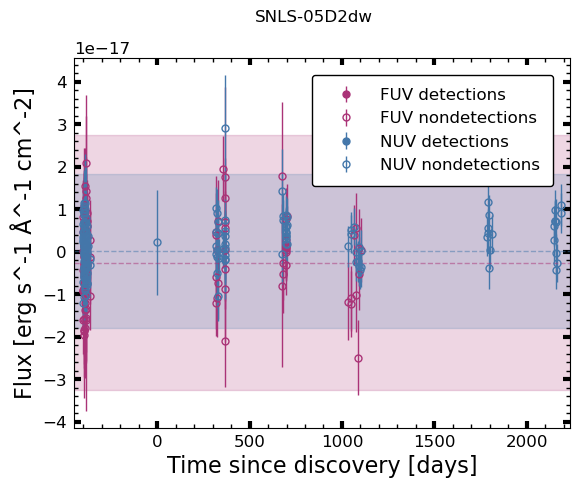 SNLS-05D2dw
1e−17
Flux [erg s^-1 Å^-1 cm^-2]
4
3
2
1
0
−1
−2
−3
−4
FUV detections
FUV nondetections
NUV detections
NUV nondetections
0 500 1000 1500 2000
Time since discovery [days]